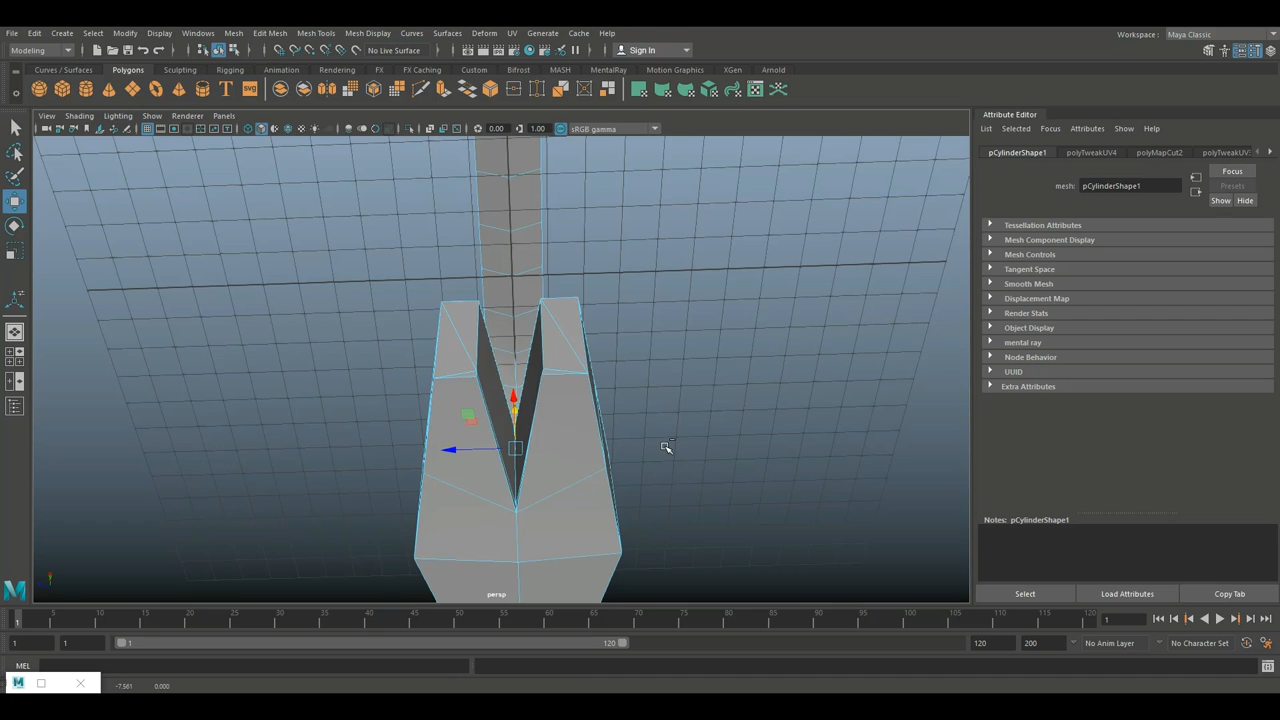 File Edit Create Select Modify Display Windows Mesh Edit Mesh Mesh Tools Mesh Display Curves Surfaces Deform UV Generate Cache Help Workspace : Maya Classic
Modeling No Live Surface Sign In
Curves / Surfaces Polygons Sculpting Rigging Animation Rendering FX FX Caching Custom Bifrost MASH MentalRay Motion Graphics XGen Arnold
View Shading Lighting Show Renderer Panels Attribute Editor
0.00 1.00 sRGB gamma List Selected Focus Attributes Show Help
pCylinderShape1 polyTweakUV4 polyMapCut2 polyTweakUV
Focus
mesh: pCylinderShape1 Presets
Show Hide
Tessellation Attributes
Mesh Component Display
Mesh Controls
Tangent Space
Smooth Mesh
Displacement Map
Render Stats
Object Display
mental ray
Node Behavior
UUID
Extra Attributes
Notes: pCylinderShape1
persp Select Load Attributes Copy Tab
5 10 15 20 25 30 35 40 45 50 55 60 65 70 75 80 85 90 95 100 105 110 115 120
1 1
1 1 1 120 120 200 No Anim Layer No Character Set
MEL
-7.561 0.000